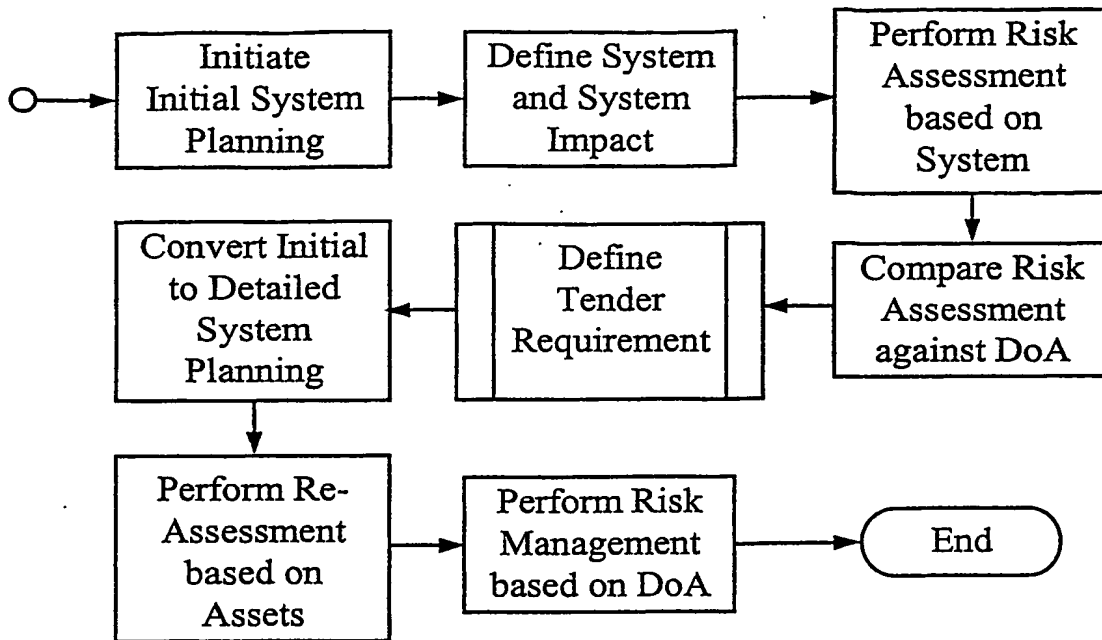 Initiate
Initial System
Planning
Define System
and System
Impact
Perform Risk
Assessment
based on
System
Compare Risk
Assessment
against DoA
Define
Tender
Requirement
Convert Initial
to Detailed
System
Planning
Perform Re-
Assessment
based on
Assets
Perform Risk
Management
based on DoA
End